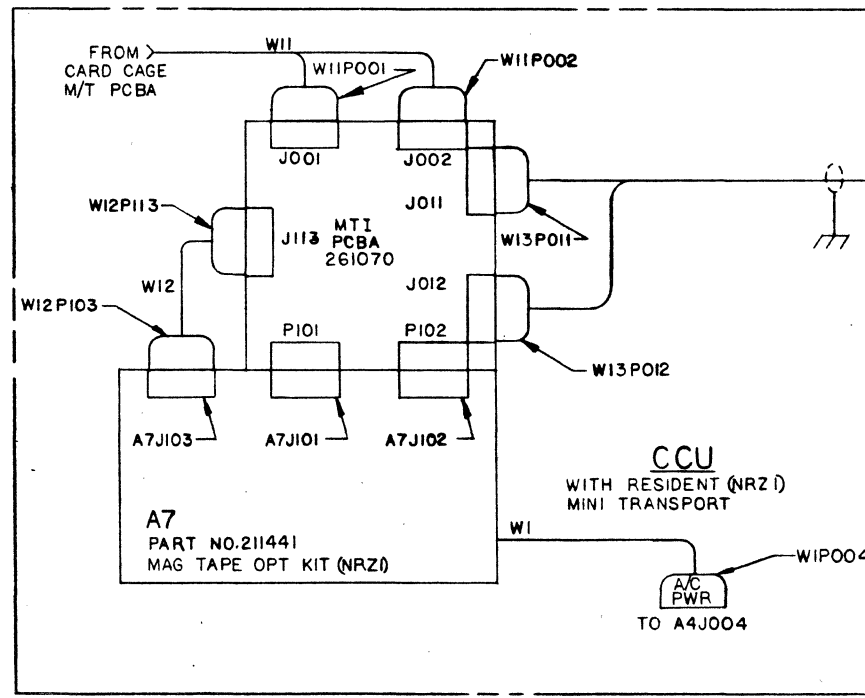 FROM
CARD CAGE
M/T PCBA
W11
W11P001
W11P002
J001
J002
J011
W12P113
J113
MTI
PCBA
261070
W13P011
W12
J012
W12P103
P101
P102
W13P012
A7J103
A7J101
A7J102
CCU
WITH RESIDENT (NRZ1)
MINI TRANSPORT
A7
PART NO.211441
MAG TAPE OPT KIT (NRZ1)
W1
W1P004
A/C
PWR
TO A4J004